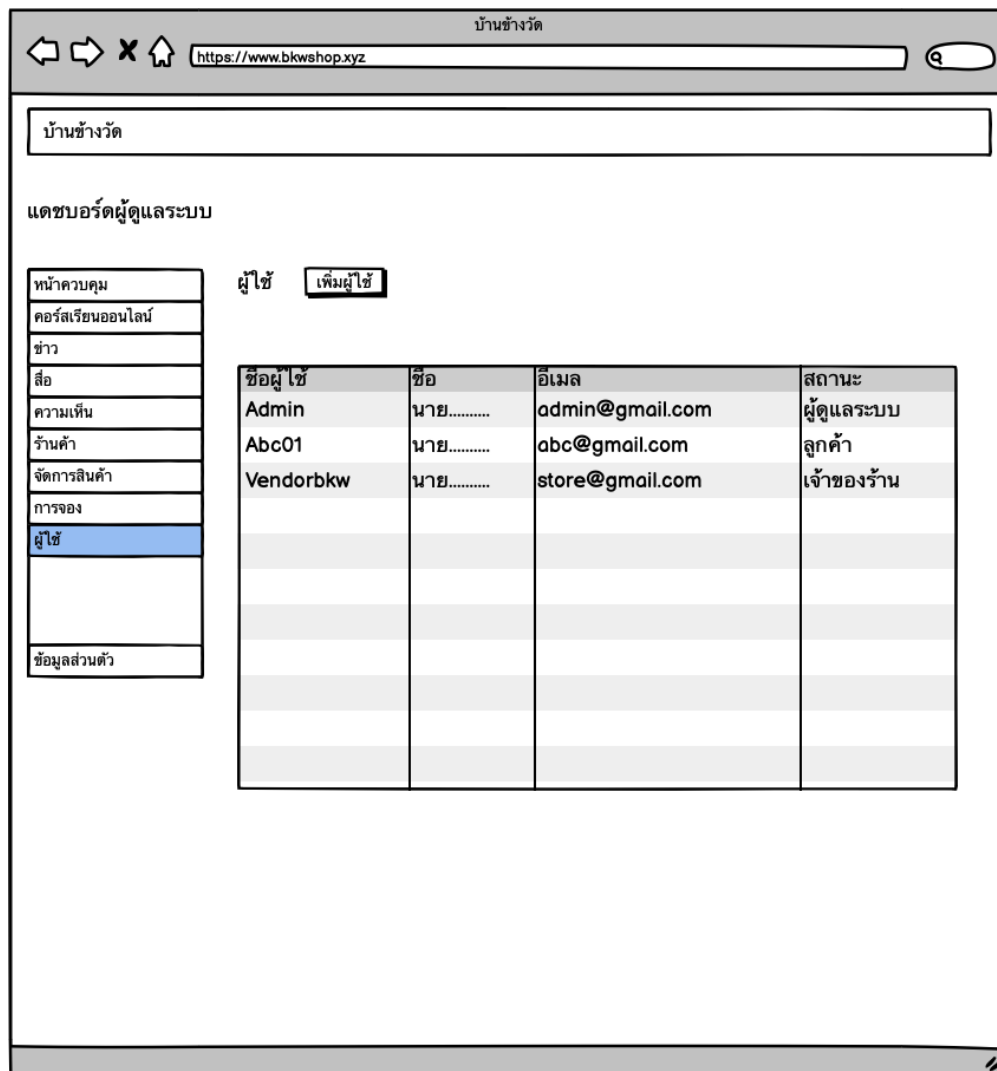 บ้านข้างวัด
https://www.bkwshop.xyz
บ้านข้างวัด
แดชบอร์ดผู้ดูแลระบบ
หน้าควบคุม
คอร์สเรียนออนไลน์
ข่าว
สื่อ
ความเห็น
ร้านค้า
จัดการสินค้า
การจอง
ผู้ใช้
ข้อมูลส่วนตัว
ผู้ใช้ เพิ่มผู้ใช้
ชื่อผู้ใช้ ชื่อ อีเมล สถานะ
Admin นาย.......... admin@gmail.com ผู้ดูแลระบบ
Abc01 นาย.......... abc@gmail.com ลูกค้า
Vendorbkw นาย.......... store@gmail.com เจ้าของร้าน